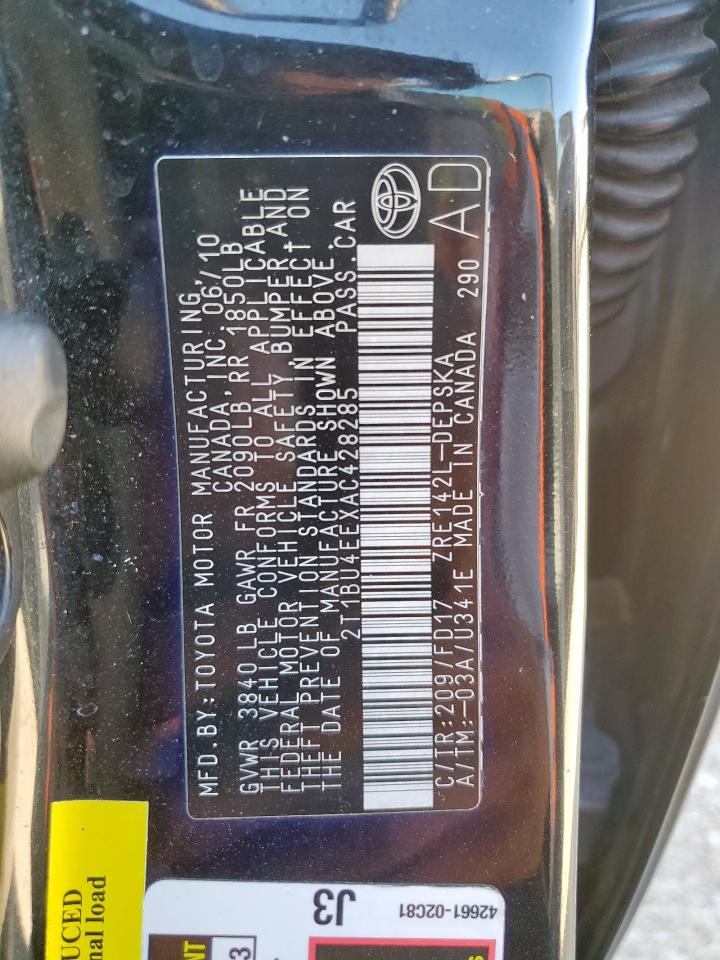 MFD.BY:TOYOTA MOTOR MANUFACTURING,
CANADA, INC. 06/10
GVWR 3840 LB GAWR FR 2090LB RR 1850LB
THIS VEHICLE CONFORMS TO ALL APPLICABLE
FEDERAL MOTOR VEHICLE SAFETY BUMPER AND
THEFT PREVENTION STANDARDS IN EFFECT ON
THE DATE OF MANUFACTURE SHOWN ABOVE.
2T1BU4EEXAC428285 PASS.CAR
C/TR:209/FD17 ZRE142L-DEPSKA
A/TM:-03A/U341E MADE IN CANADA 290
AD
J3
42661-02C81